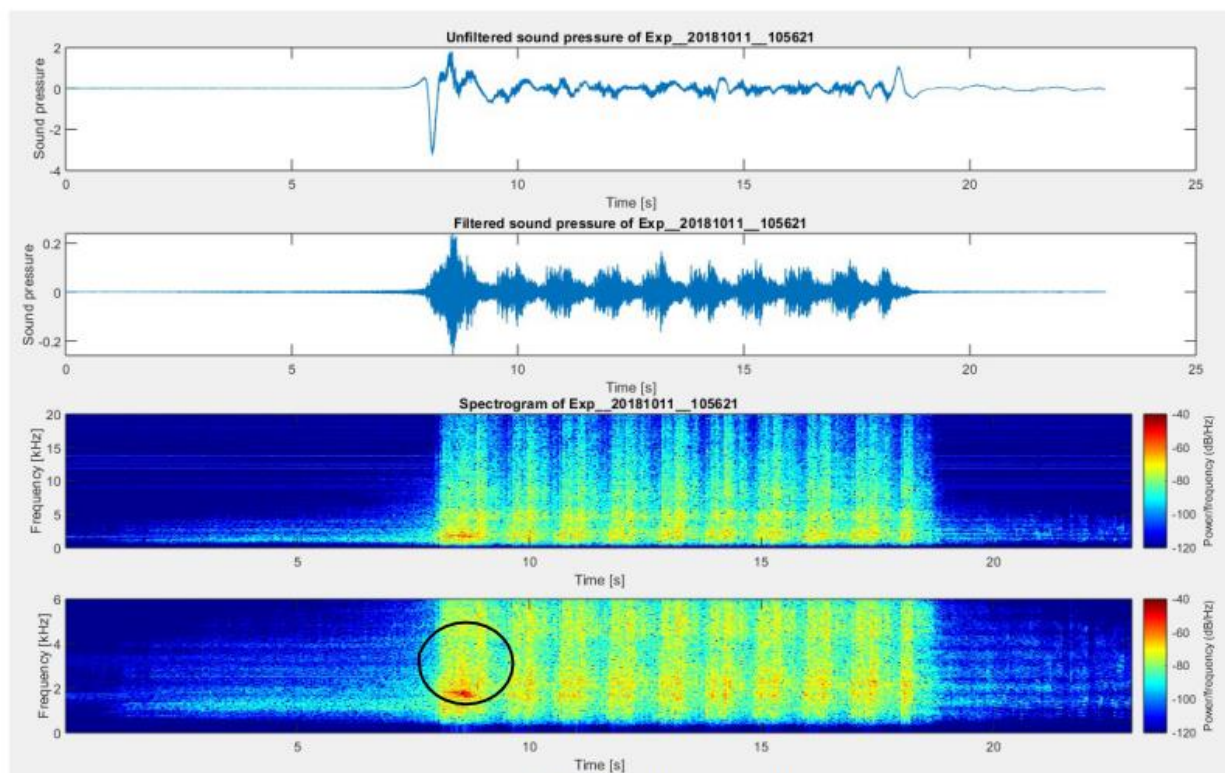 Unfiltered sound pressure of Exp__20181011__105621
Sound pressure
2
0
-2
-4
0 5 10 15 20 25
Time [s]
Filtered sound pressure of Exp__20181011__105621
Sound pressure
0.2
0
-0.2
0 5 10 15 20 25
Time [s]
Spectrogram of Exp__20181011__105621
Frequency [kHz]
20
15
10
5
0
5 10 15 20
Time [s]
-40
-60
-80
-100
-120
Power/frequency (dB/Hz)
Frequency [kHz]
6
4
2
0
5 10 15 20
Time [s]
-40
-60
-80
-100
-120
Power/frequency (dB/Hz)